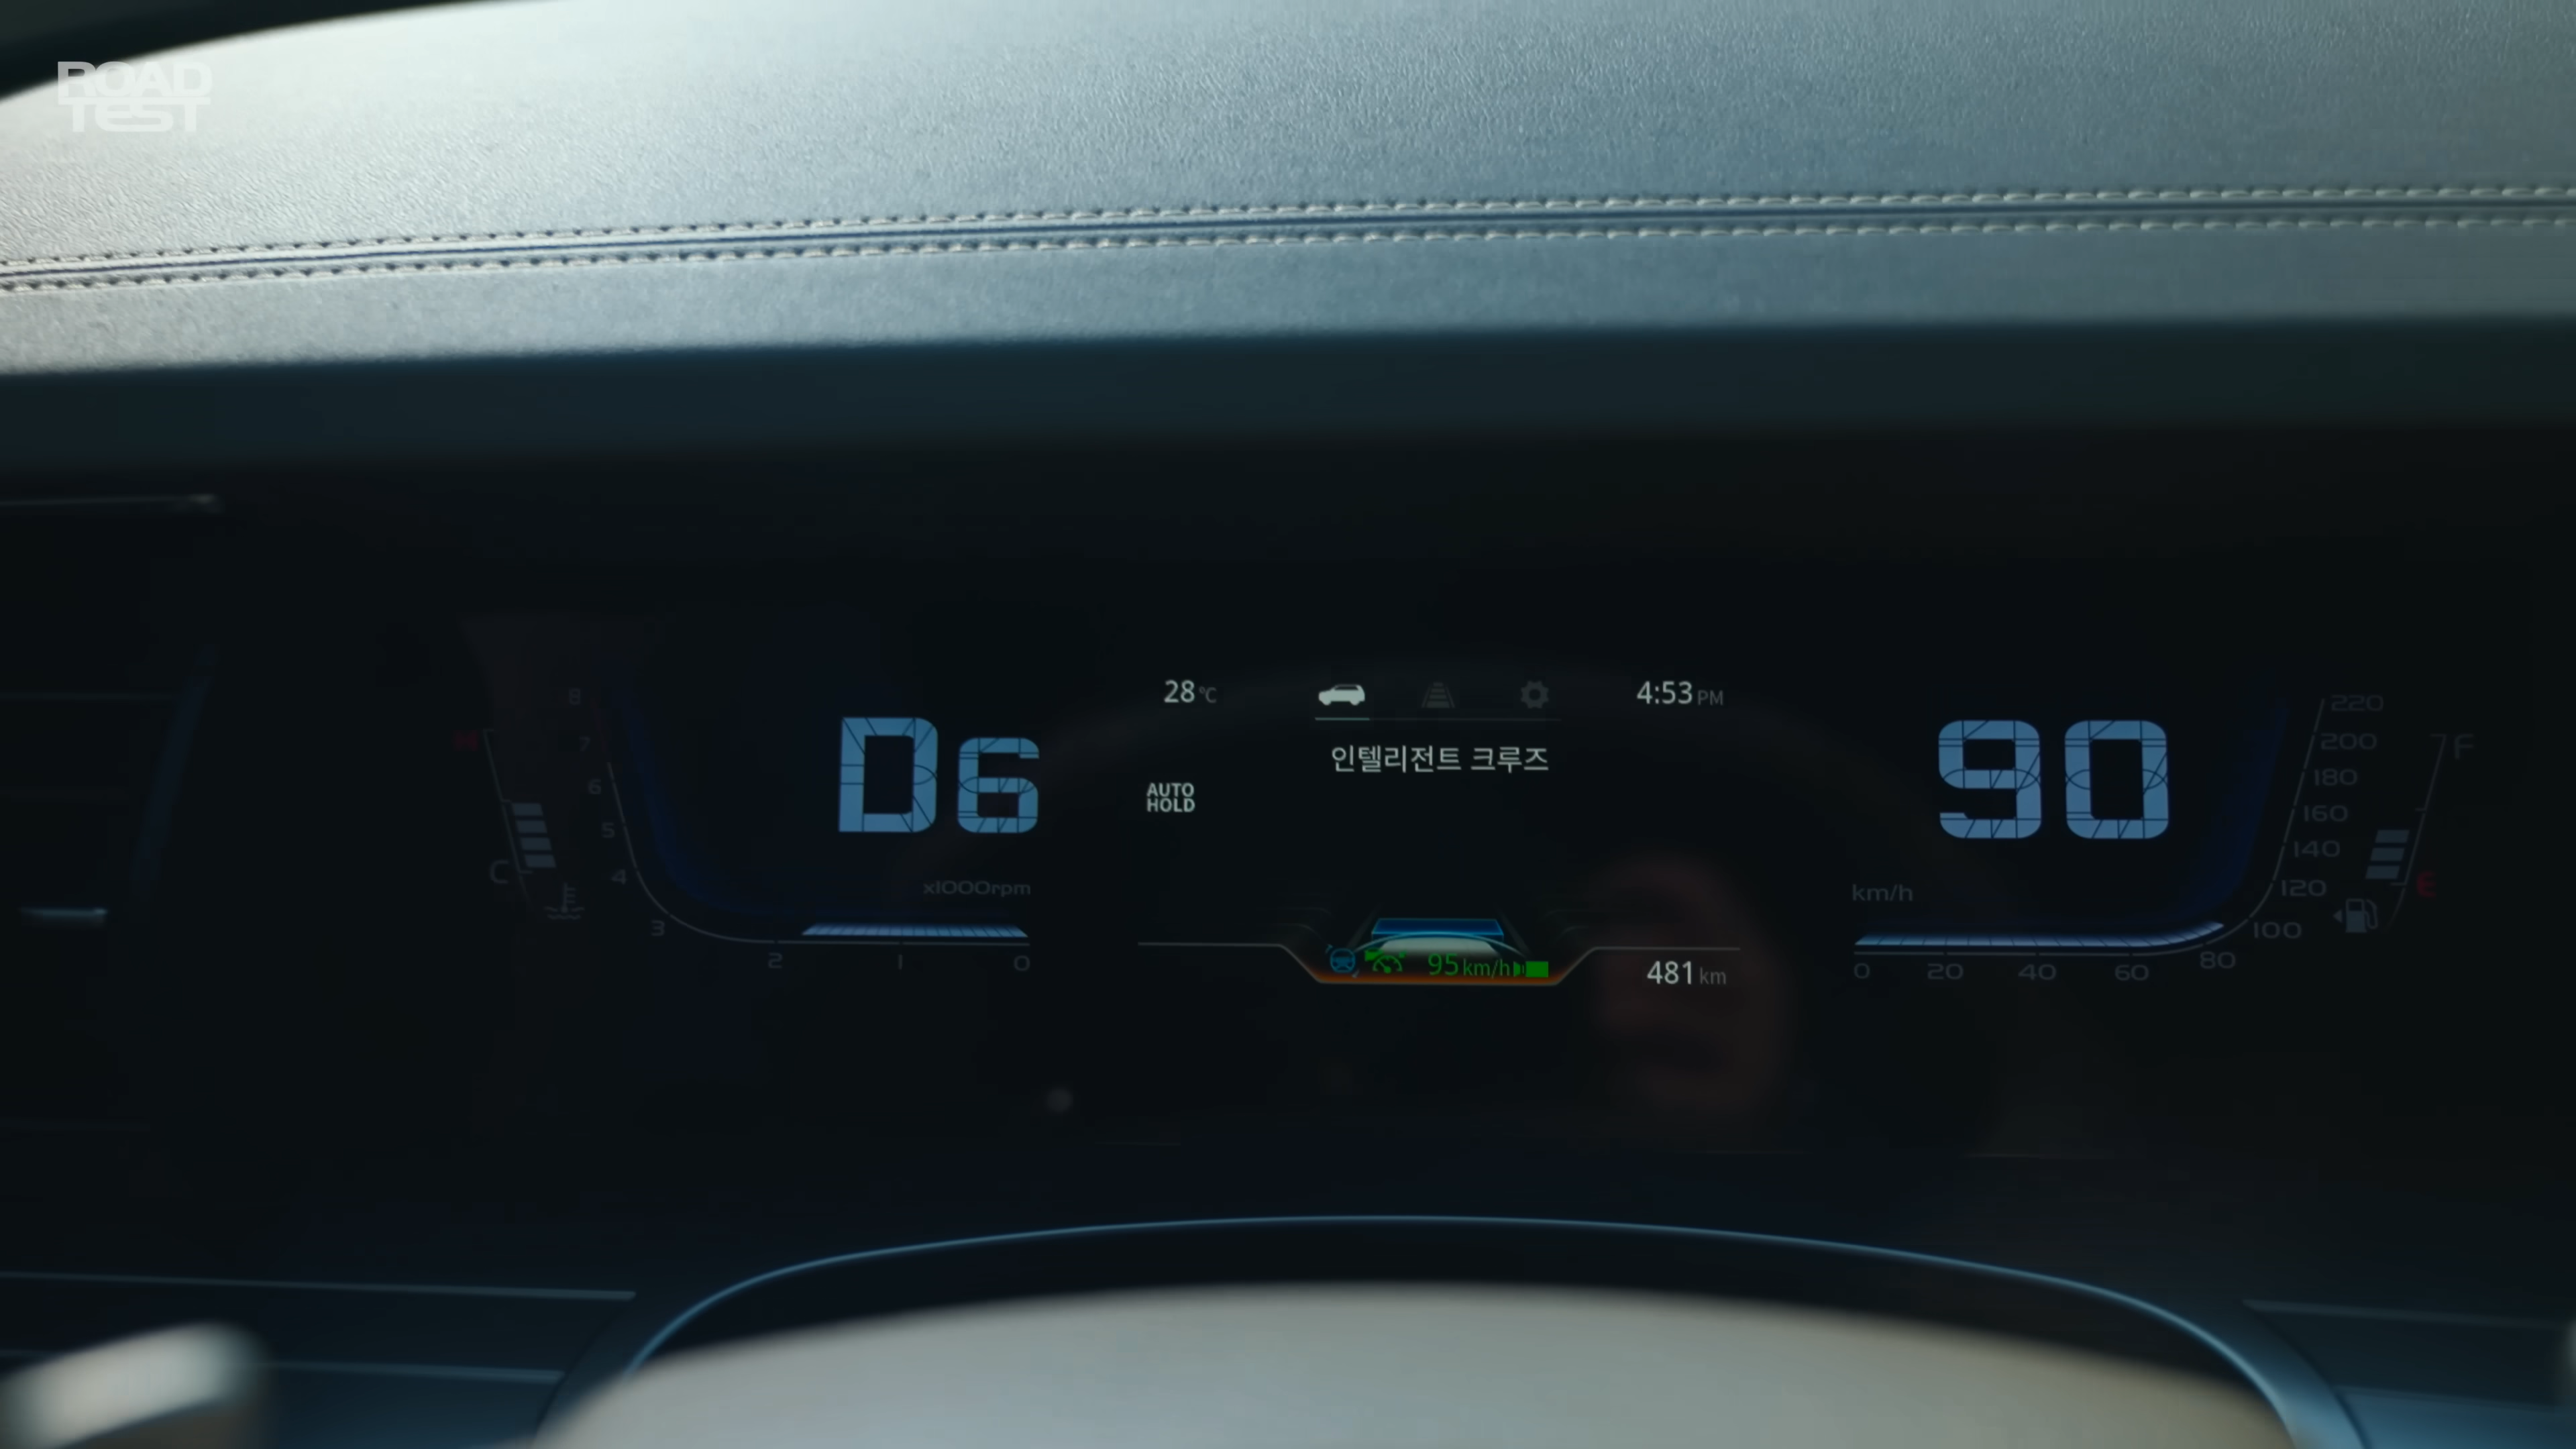 ROAD
TEST
28°C
4:53 PM
인텔리전트 크루즈
AUTO
HOLD
D6
x1000rpm
8
7
6
5
4
3
2
1
0
C
95 km/h
481 km
90
km/h
0
20
40
60
80
100
120
140
160
180
200
220
F
E